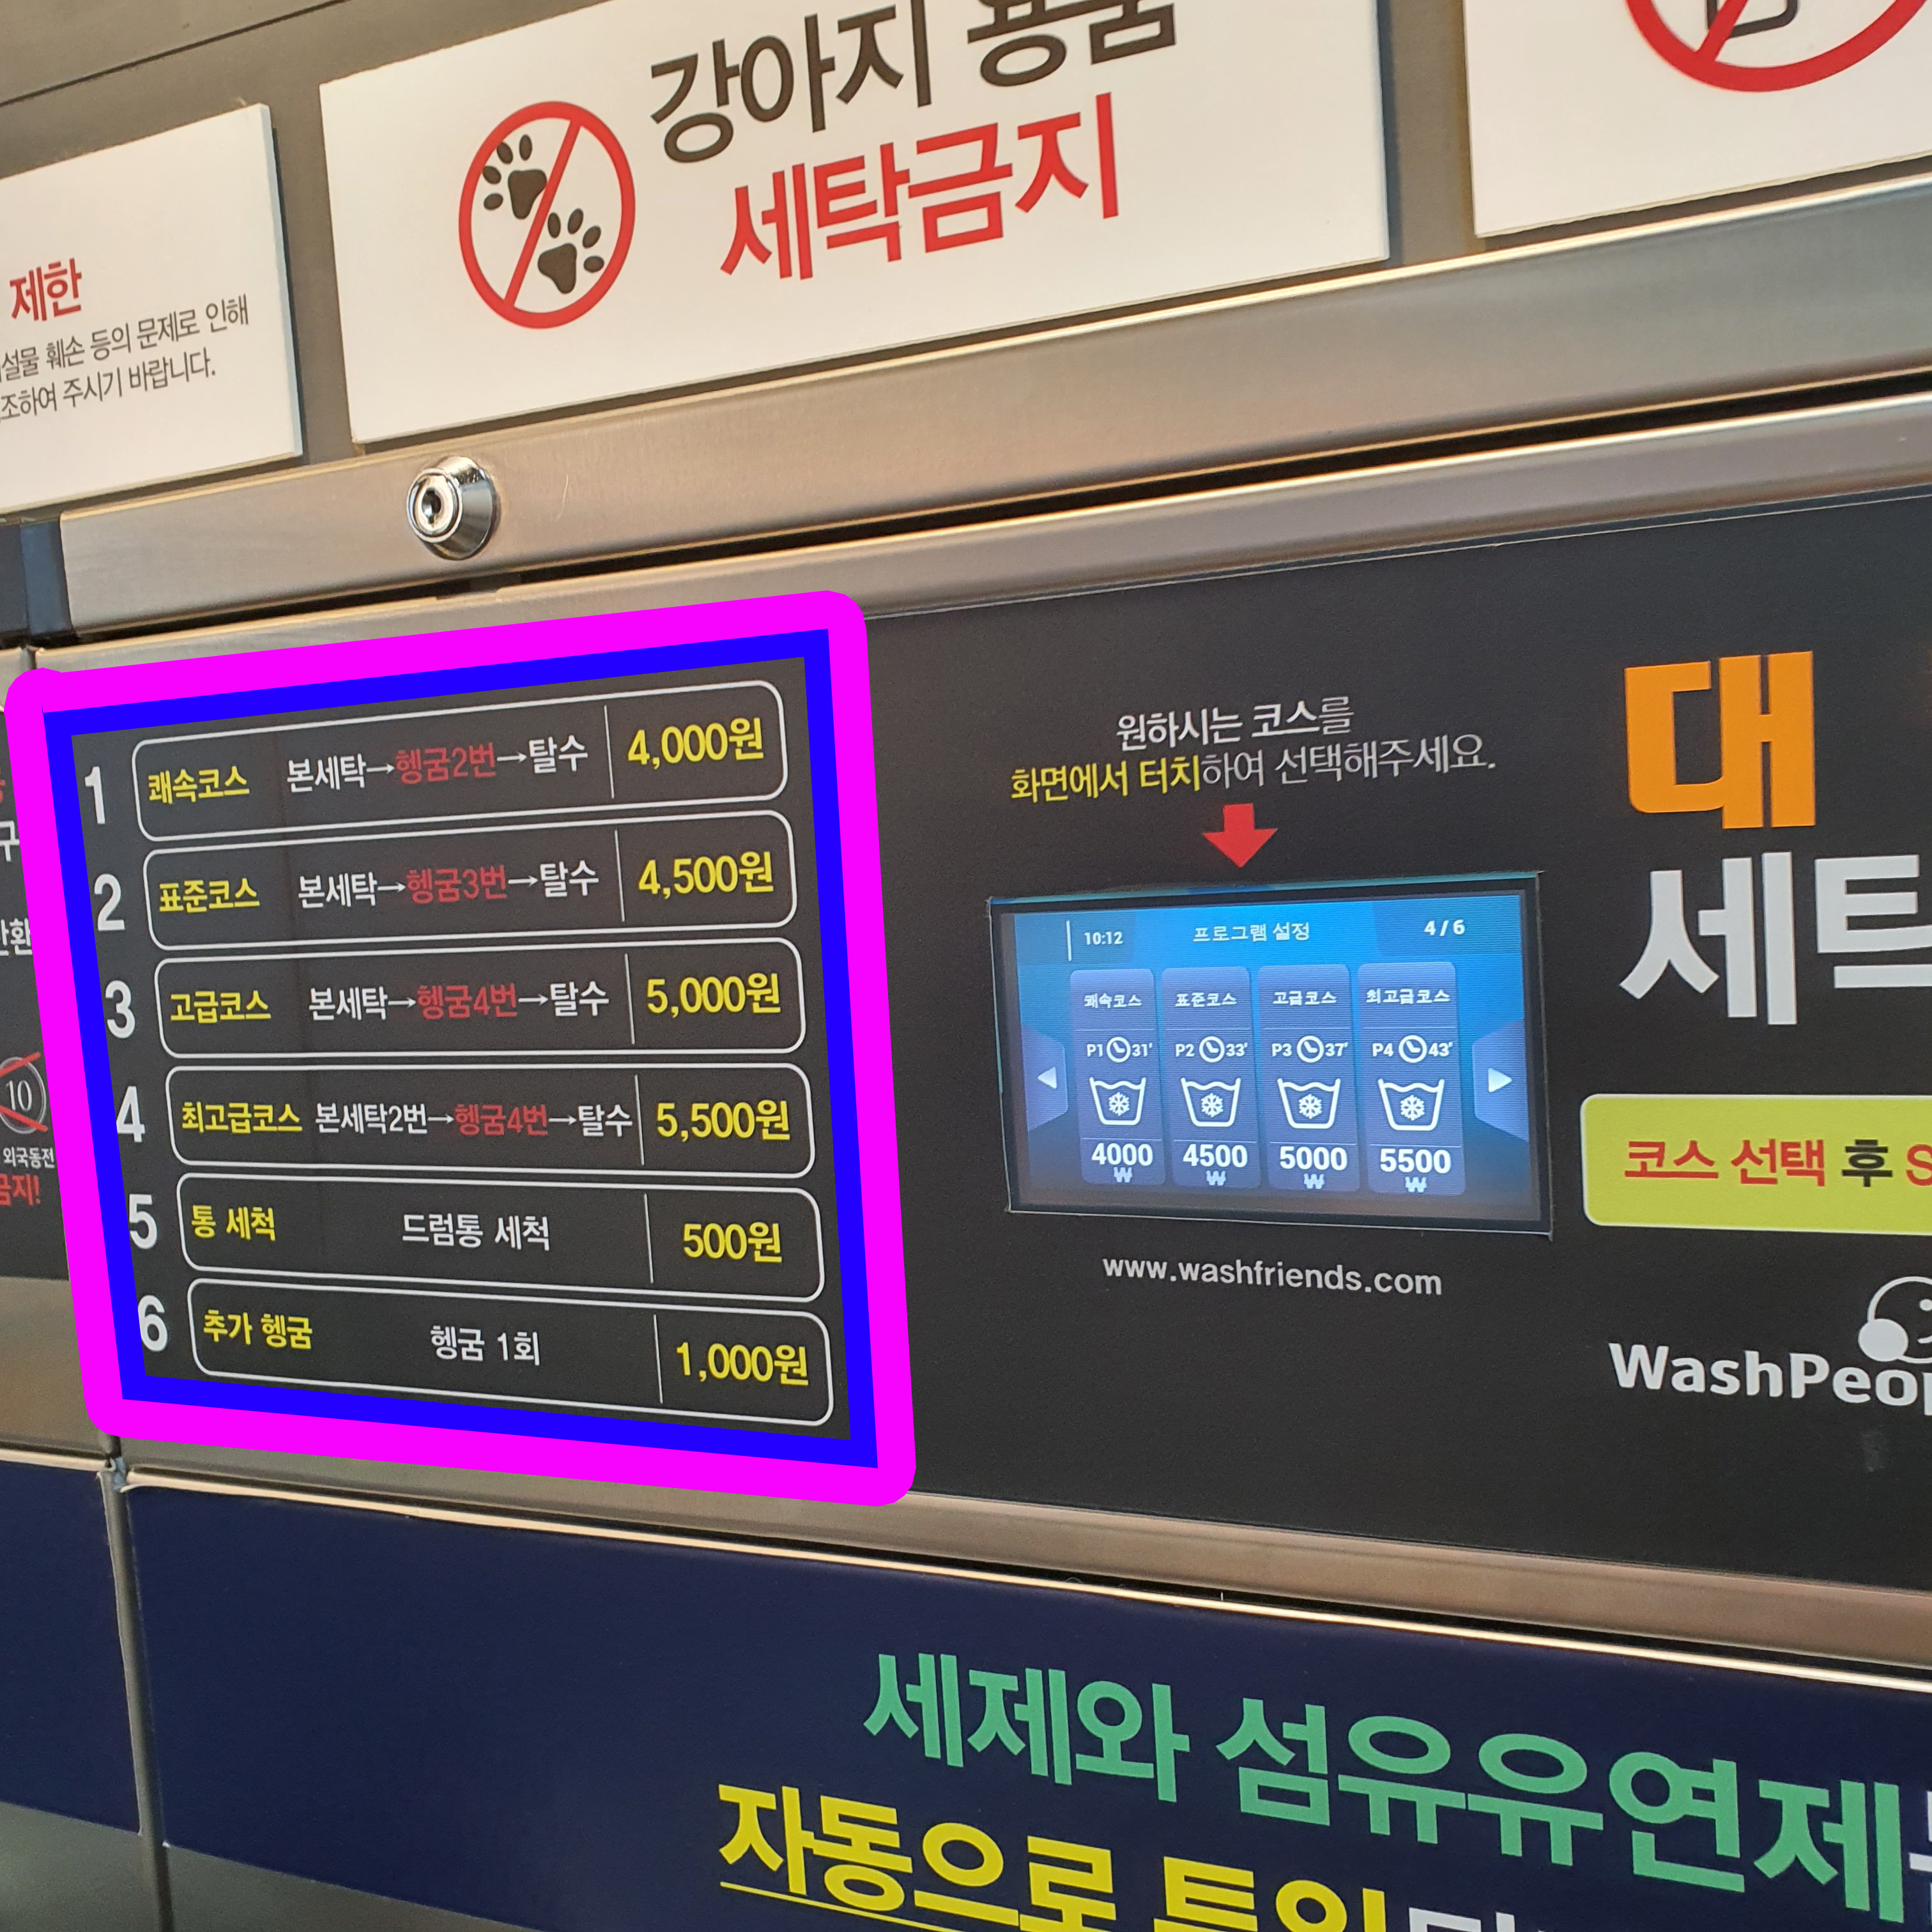 강아지 용품
세탁금지
제한
훼손 등의 문제로 인해
주시기 바랍니다.
1 쾌속코스 본세탁→헹굼2번→탈수 4,000원
2 표준코스 본세탁→헹굼3번→탈수 4,500원
3 고급코스 본세탁→헹굼4번→탈수 5,000원
4 최고급코스 본세탁2번→헹굼4번→탈수 5,500원
5 통 세척 드럼통 세척 500원
6 추가 헹굼 헹굼 1회 1,000원
10
외국동전
금지!
원하시는 코스를
화면에서 터치하여 선택해주세요.
10:12 프로그램 설정 4/6
쾌속코스 표준코스 고급코스 최고급코스
P1 31' P2 33' P3 37' P4 43'
4000 4500 5000 5500
₩ ₩ ₩ ₩
www.washfriends.com
대
코스 선택 후
세제와 섬유유연제
자동으로